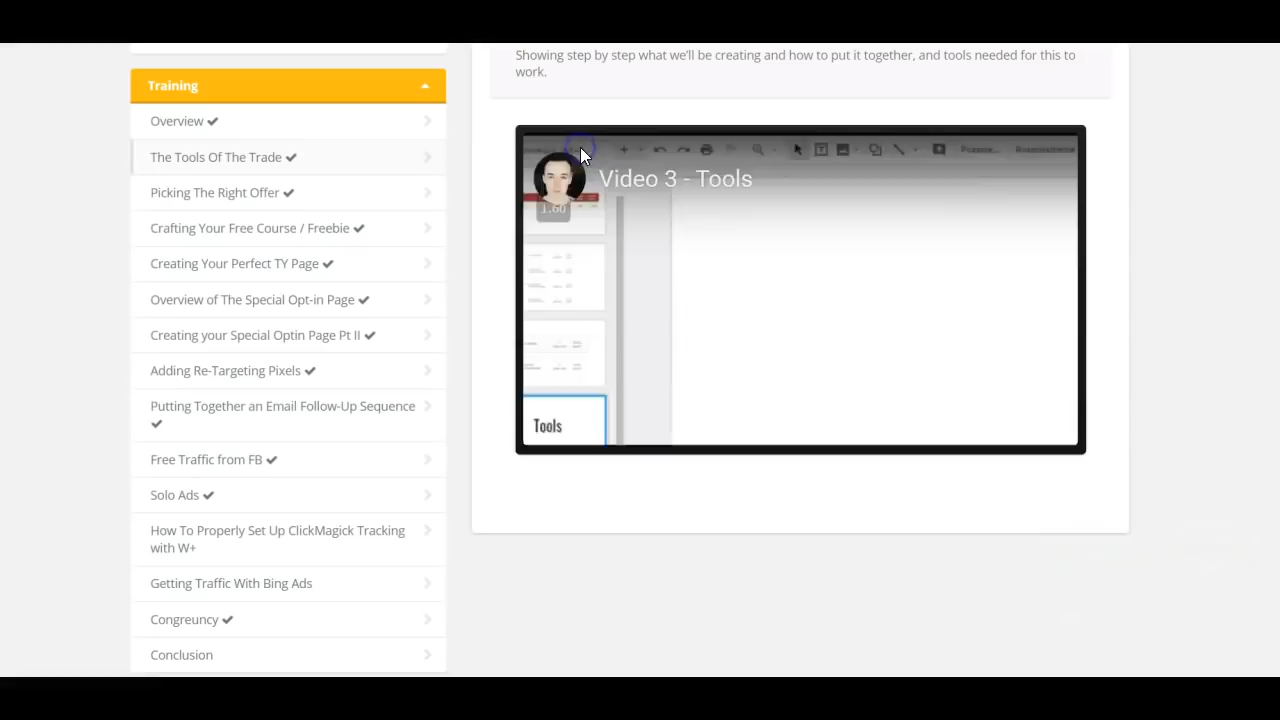 Showing step by step what we'll be creating and how to put it together, and tools needed for this to
work.
Training
Overview ✔
The Tools Of The Trade ✔
Picking The Right Offer ✔
Crafting Your Free Course / Freebie ✔
Creating Your Perfect TY Page ✔
Overview of The Special Opt-in Page ✔
Creating your Special Optin Page Pt II ✔
Adding Re-Targeting Pixels ✔
Putting Together an Email Follow-Up Sequence
✔
Free Traffic from FB ✔
Solo Ads ✔
How To Properly Set Up ClickMagick Tracking
with W+
Getting Traffic With Bing Ads
Congreuncy ✔
Conclusion
Video 3 - Tools
1.60
Tools